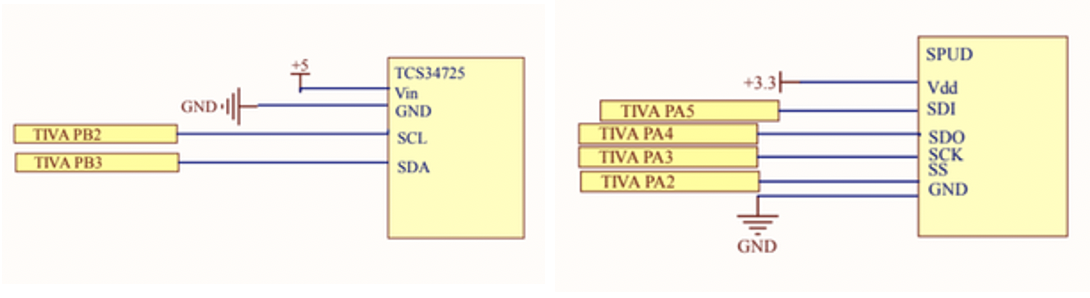 +5
TCS34725
Vin
GND
GND
TIVA PB2
SCL
TIVA PB3
SDA
SPUD
+3.3
Vdd
TIVA PA5
SDI
TIVA PA4
SDO
TIVA PA3
SCK
SS
TIVA PA2
GND
GND